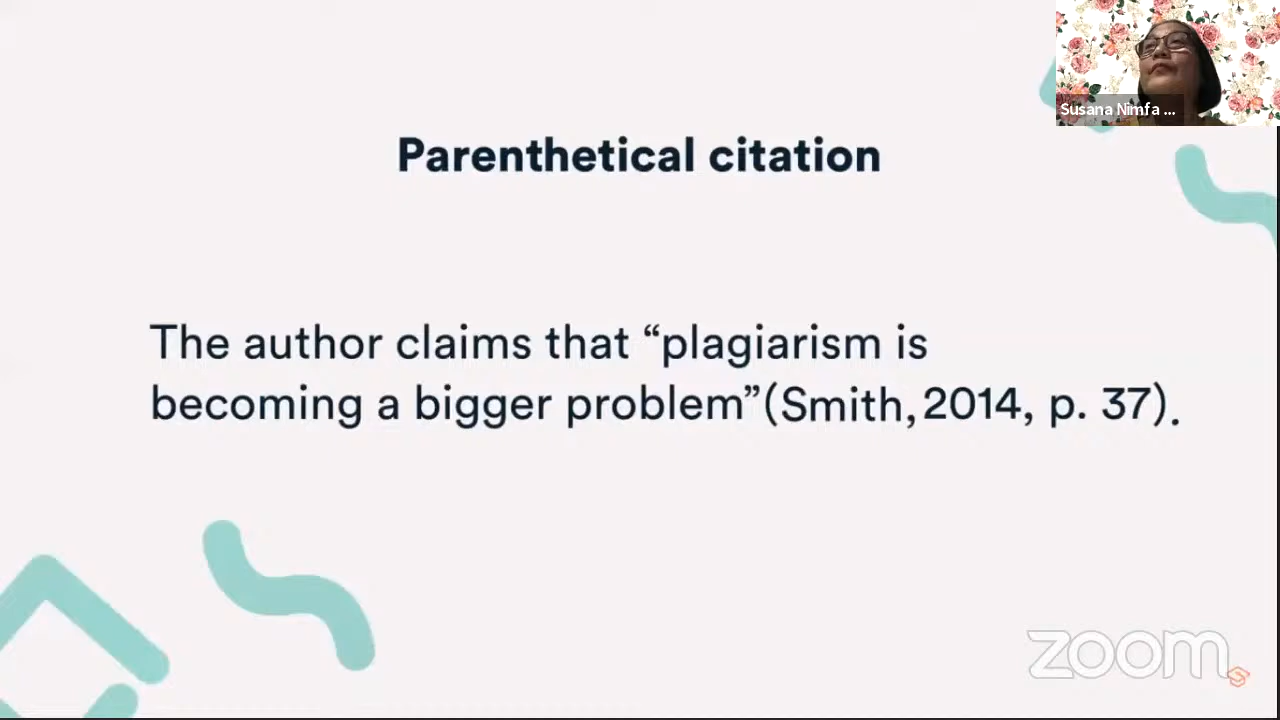 Susana Nimfa ...
Parenthetical citation
The author claims that “plagiarism is
becoming a bigger problem”(Smith, 2014, p. 37).
zoom